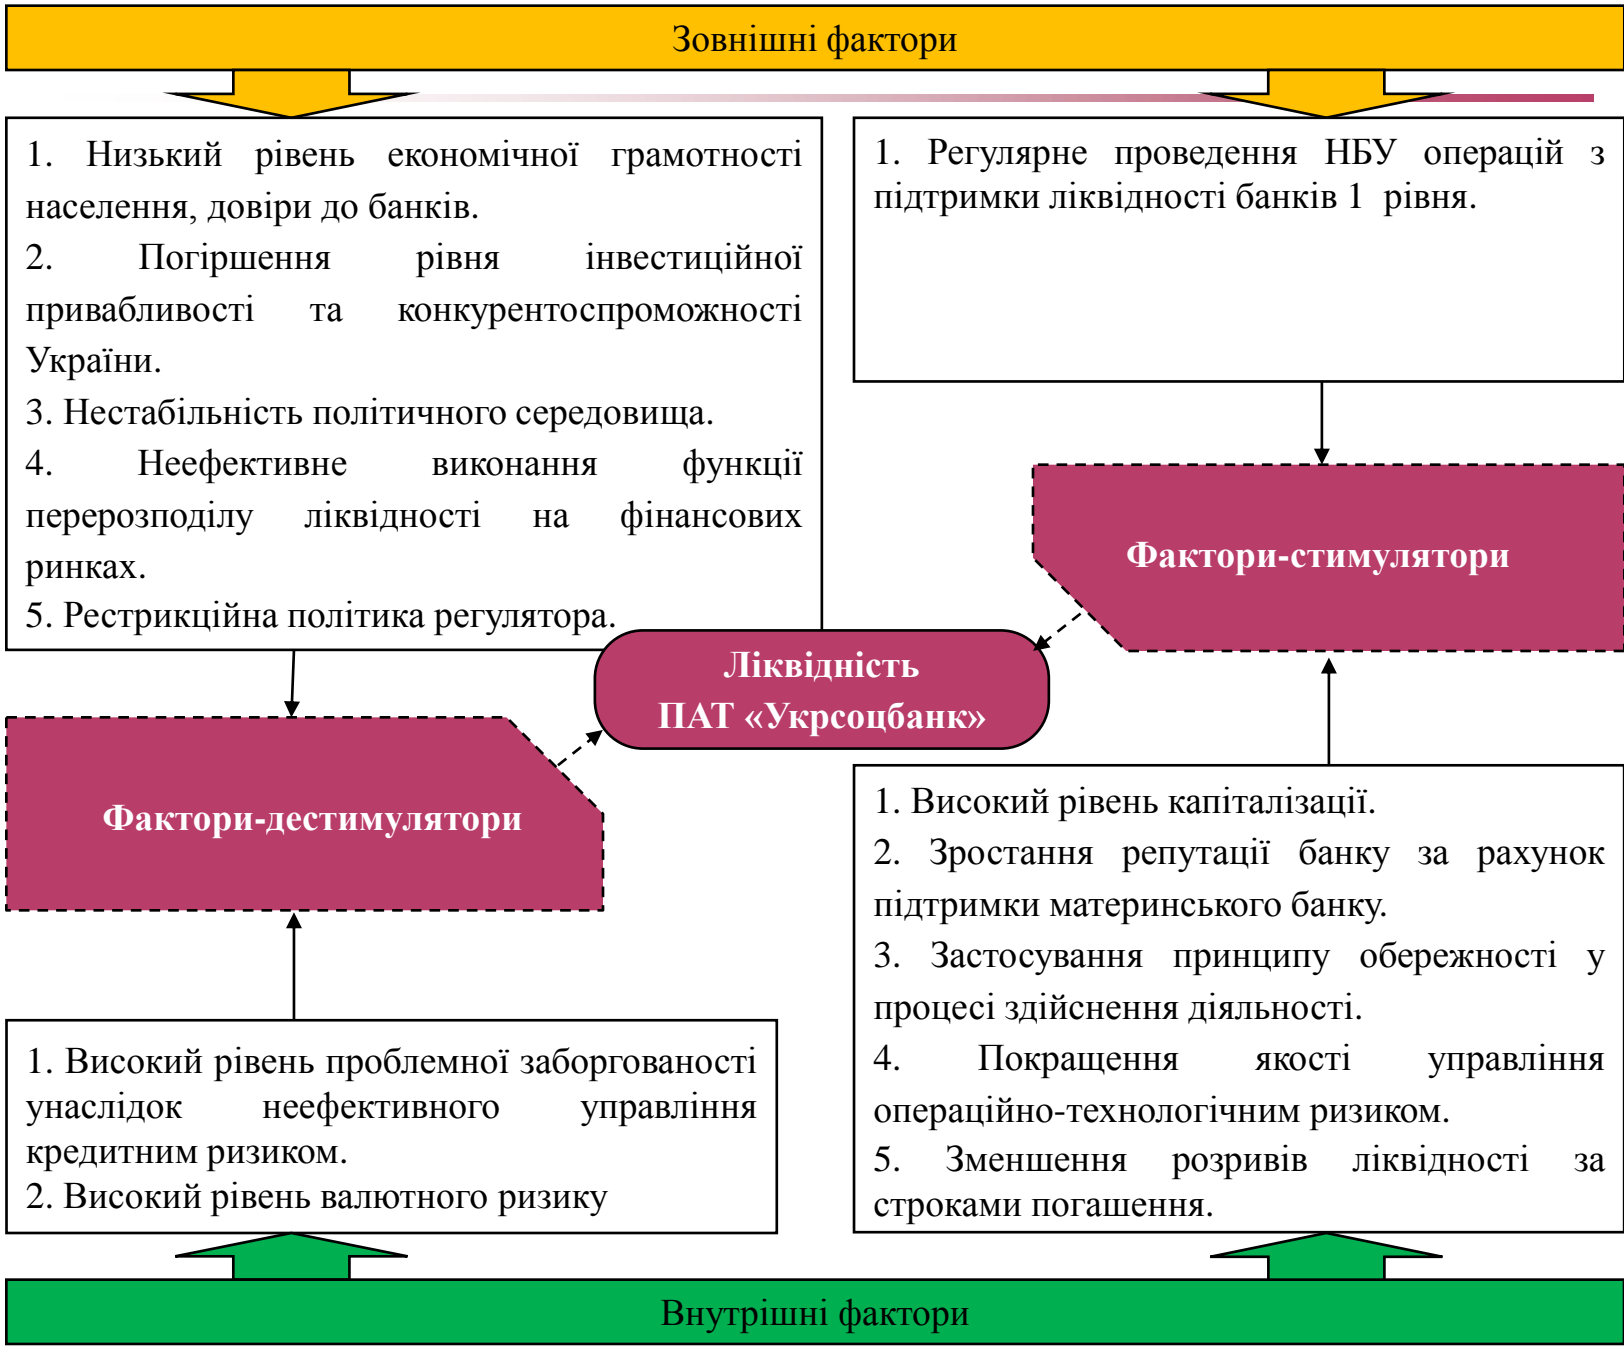 Зовнішні фактори
1. Низький рівень економічної грамотності
населення, довіри до банків.
2. Погіршення рівня інвестиційної
привабливості та конкурентоспроможності
України.
3. Нестабільність політичного середовища.
4. Неефективне виконання функції
перерозподілу ліквідності на фінансових
ринках.
5. Рестрикційна політика регулятора.
1. Регулярне проведення НБУ операцій з
підтримки ліквідності банків 1 рівня.
Фактори-стимулятори
Ліквідність
ПАТ «Укрсоцбанк»
Фактори-дестимулятори
1. Високий рівень проблемної заборгованості
унаслідок неефективного управління
кредитним ризиком.
2. Високий рівень валютного ризику
1. Високий рівень капіталізації.
2. Зростання репутації банку за рахунок
підтримки материнського банку.
3. Застосування принципу обережності у
процесі здійснення діяльності.
4. Покращення якості управління
операційно-технологічним ризиком.
5. Зменшення розривів ліквідності за
строками погашення.
Внутрішні фактори